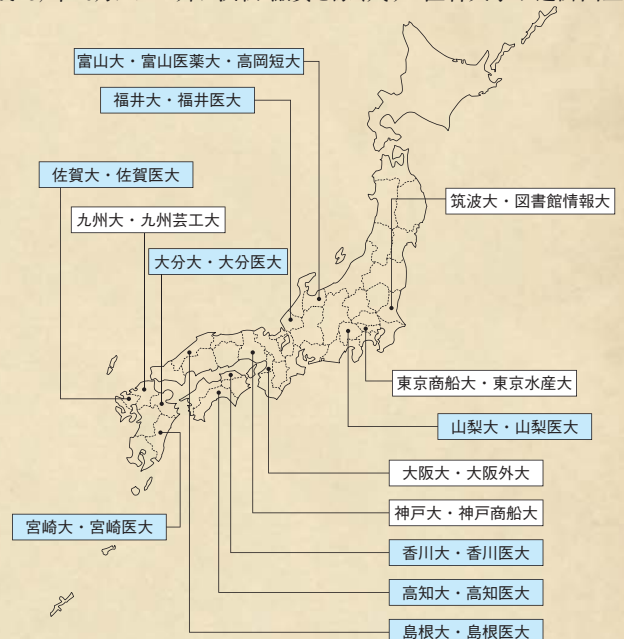 富山大・富山医薬大・高岡短大
福井大・福井医大
佐賀大・佐賀医大
九州大・九州芸工大
大分大・大分医大
筑波大・図書館情報大
東京商船大・東京水産大
山梨大・山梨医大
大阪大・大阪外大
神戸大・神戸商船大
宮崎大・宮崎医大
香川大・香川医大
高知大・高知医大
島根大・島根医大